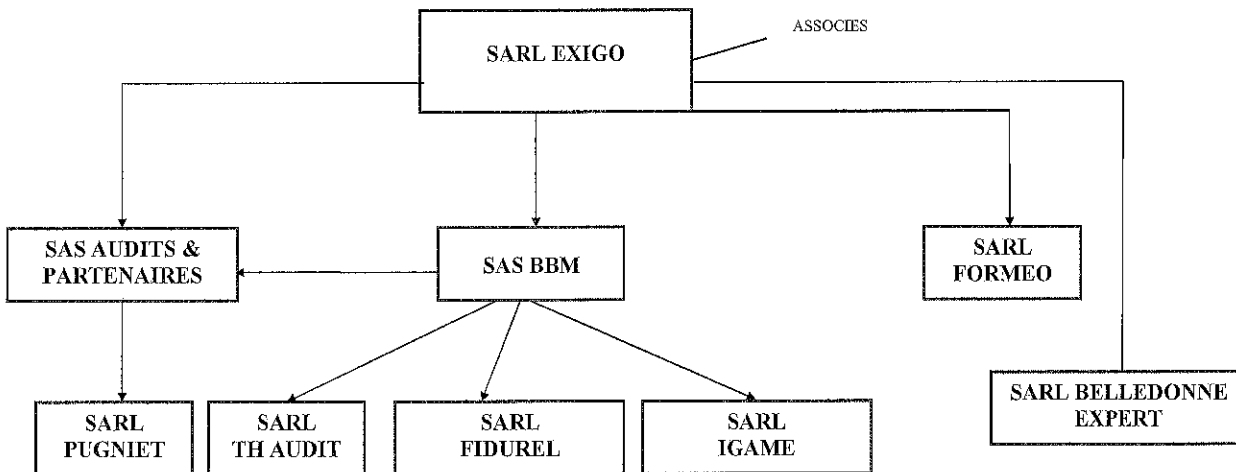 ASSOCIES
SARL EXIGO
SAS AUDITS &
PARTENAIRES
SAS BBM
SARL
FORMEO
SARL BELLEDONNE
EXPERT
SARL
PUGNIET
SARL
TH AUDIT
SARL
FIDUREL
SARL
IGAME